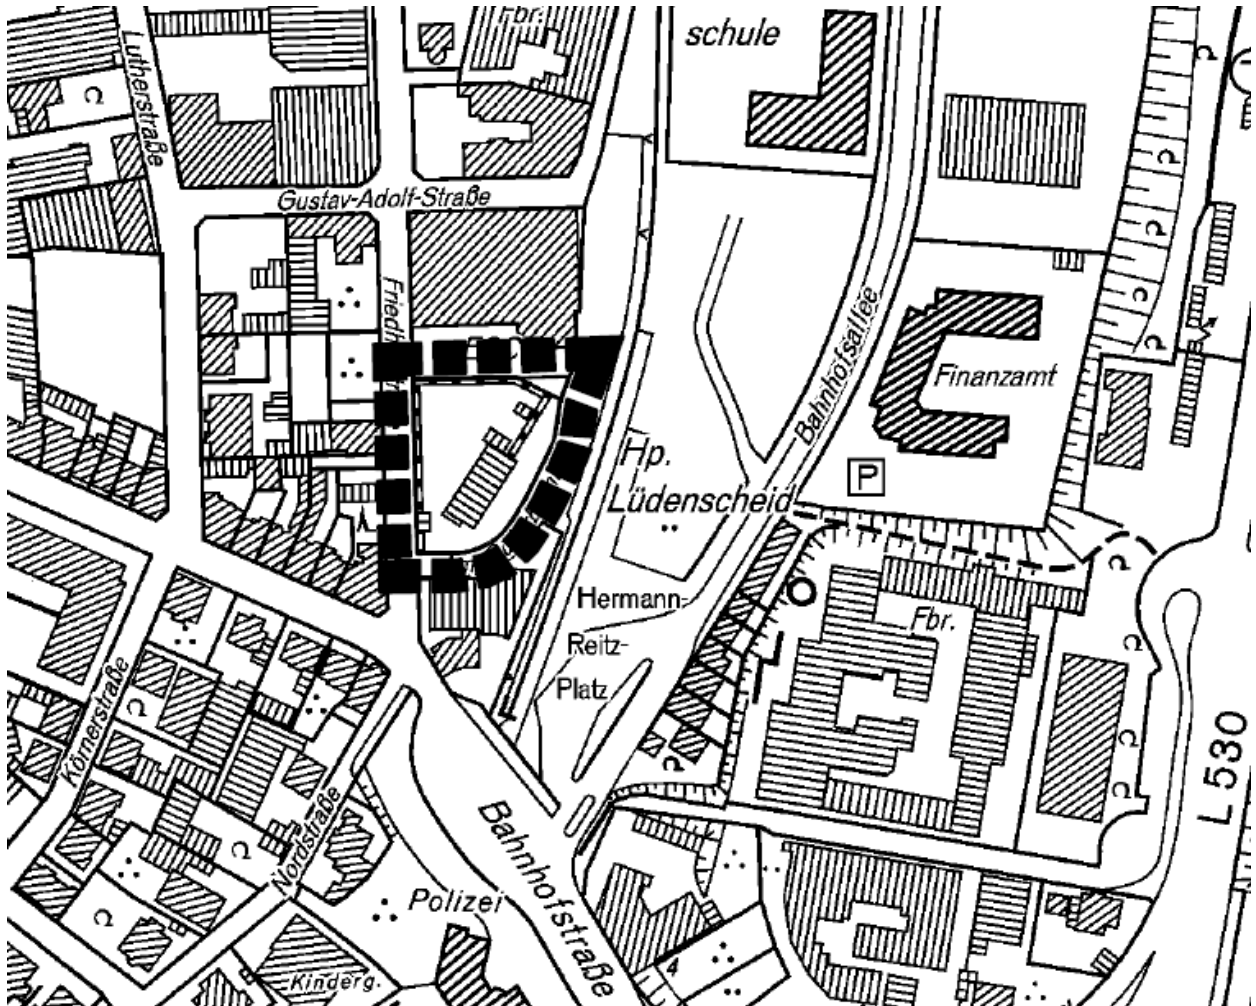 Fbr.
schule
Lutherstraße
Gustav-Adolf-Straße
Bahnhofsallee
Finanzamt
Hp.
P
Lüdenscheid
Hermann-
Reitz-
Platz
Fbr.
Körnerstraße
L 530
Nordstraße
Bahnhofstraße
Polizei
4
Kinderg.